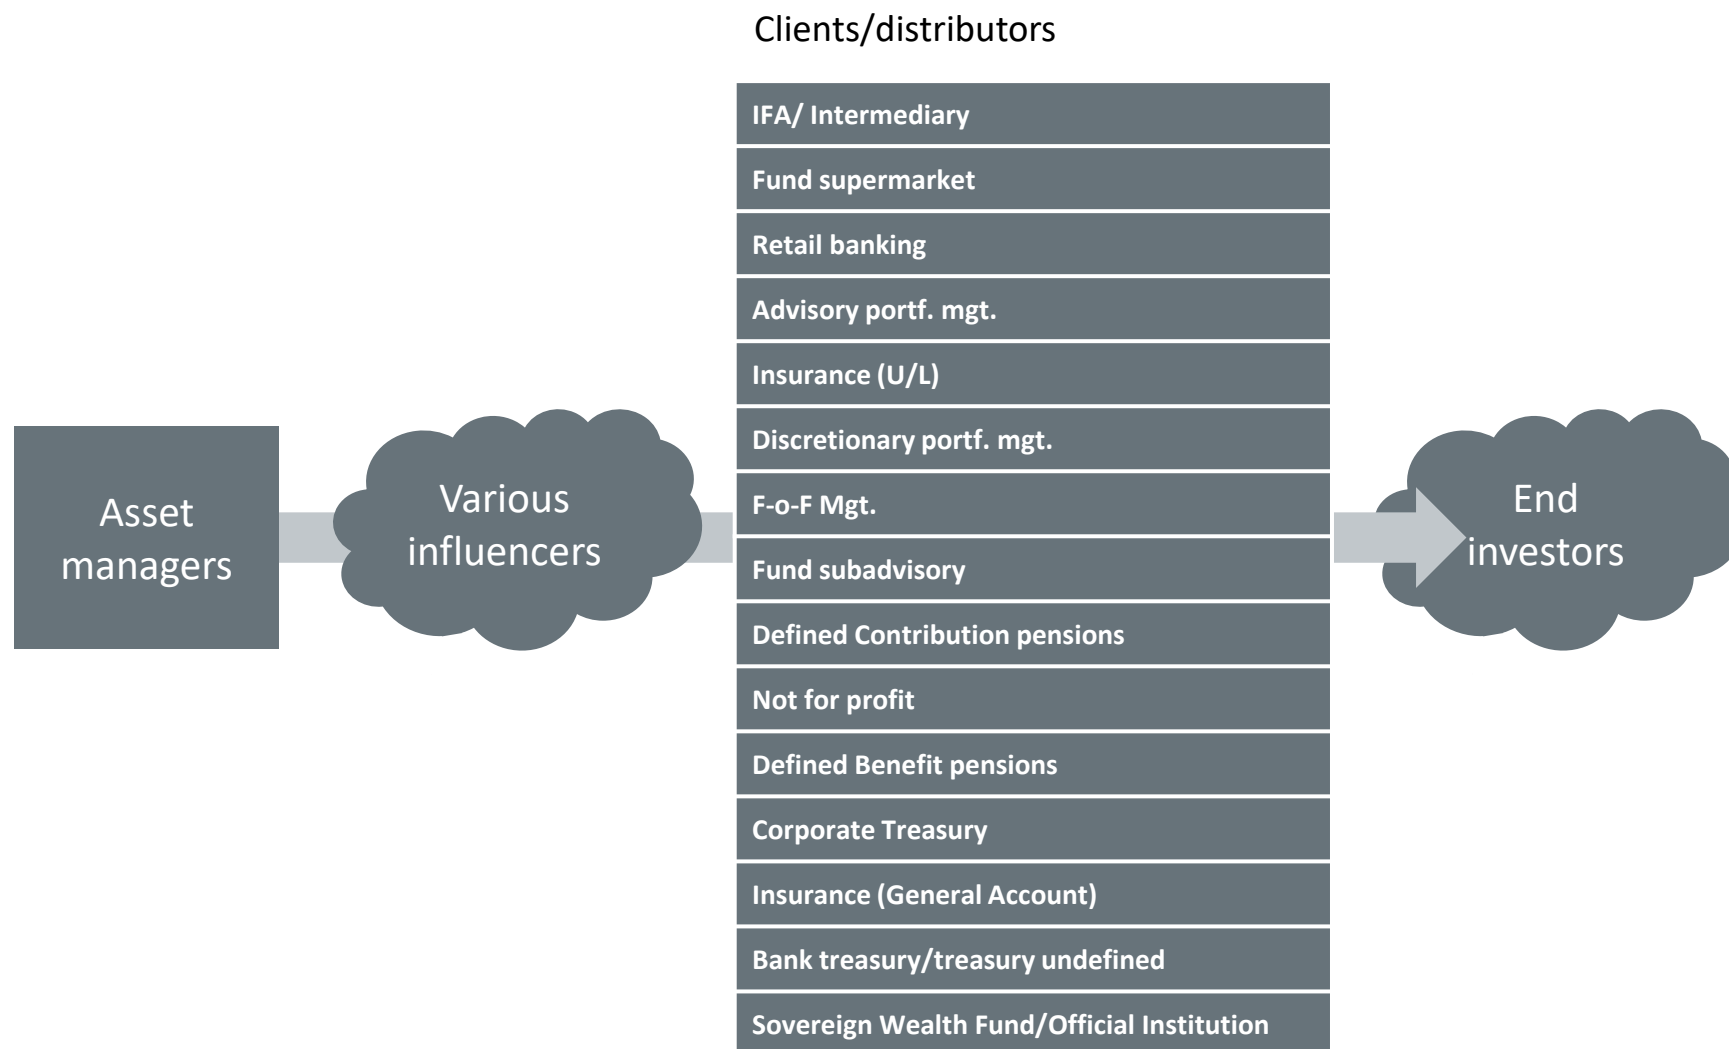 Clients/distributors
IFA/ Intermediary
Fund supermarket
Retail banking
Advisory portf. mgt.
Insurance (U/L)
Discretionary portf. mgt.
F-o-F Mgt.
Fund subadvisory
Defined Contribution pensions
Not for profit
Defined Benefit pensions
Corporate Treasury
Insurance (General Account)
Bank treasury/treasury undefined
Sovereign Wealth Fund/Official Institution
Asset
managers
Various
influencers
End
investors